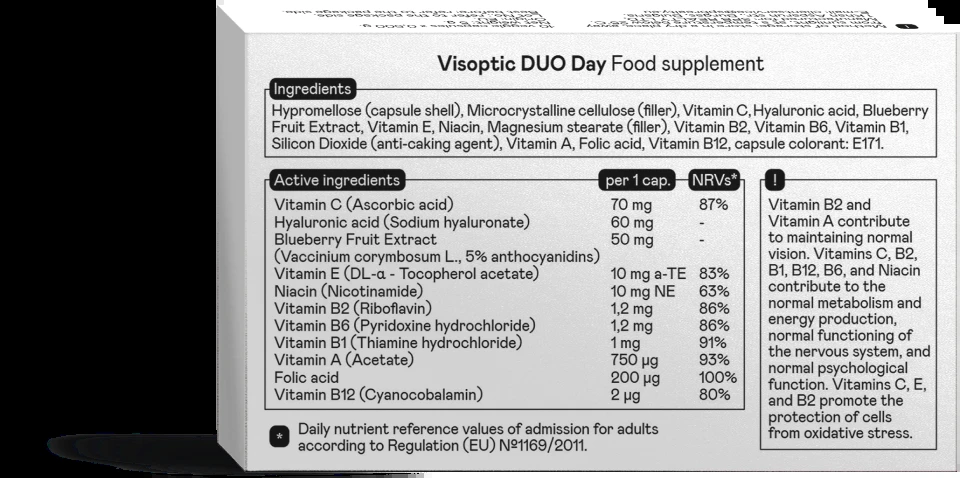 Visoptic DUO Day Food supplement
Ingredients
Hypromellose (capsule shell), Microcrystalline cellulose (filler), Vitamin C, Hyaluronic acid, Blueberry
Fruit Extract, Vitamin E, Niacin, Magnesium stearate (filler), Vitamin B2, Vitamin B6, Vitamin B1,
Silicon Dioxide (anti-caking agent), Vitamin A, Folic acid, Vitamin B12, capsule colorant: E171.
Active ingredients per 1 cap. NRVs*
Vitamin C (Ascorbic acid) 70 mg 87%
Hyaluronic acid (Sodium hyaluronate) 60 mg -
Blueberry Fruit Extract 50 mg -
(Vaccinium corymbosum L., 5% anthocyanidins)
Vitamin E (DL-α - Tocopherol acetate) 10 mg a-TE 83%
Niacin (Nicotinamide) 10 mg NE 63%
Vitamin B2 (Riboflavin) 1,2 mg 86%
Vitamin B6 (Pyridoxine hydrochloride) 1,2 mg 86%
Vitamin B1 (Thiamine hydrochloride) 1 mg 91%
Vitamin A (Acetate) 750 µg 93%
Folic acid 200 µg 100%
Vitamin B12 (Cyanocobalamin) 2 µg 80%
* Daily nutrient reference values of admission for adults
according to Regulation (EU) №1169/2011.
!
Vitamin B2 and
Vitamin A contribute
to maintaining normal
vision. Vitamins C, B2,
B1, B12, B6, and Niacin
contribute to the
normal metabolism and
energy production,
normal functioning of
the nervous system, and
normal psychological
function. Vitamins C, E,
and B2 promote the
protection of cells
from oxidative stress.